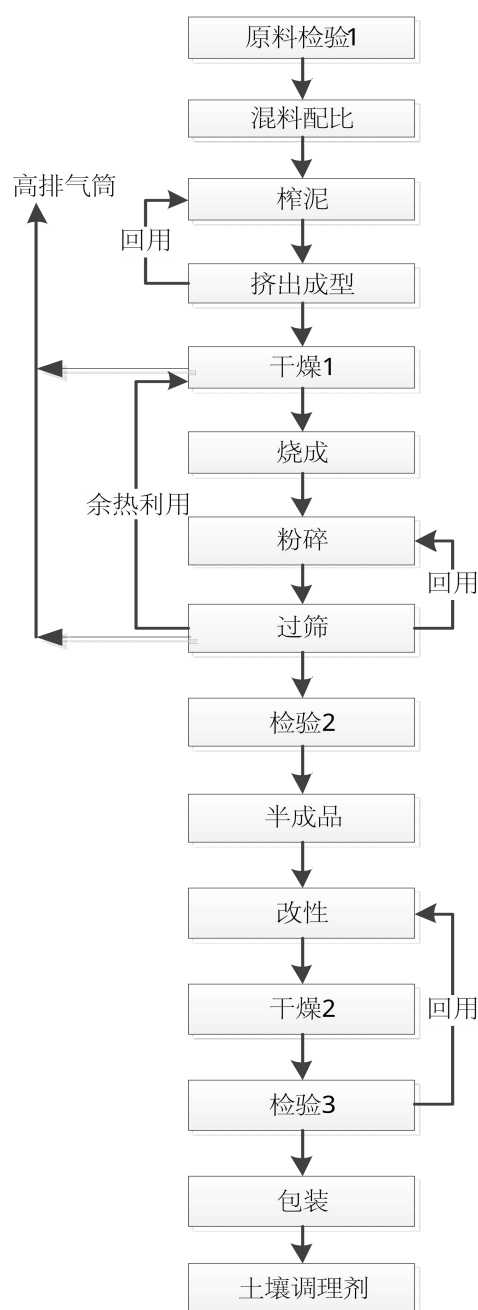 原料检验1
混料配比
高排气筒
榨泥
回用
挤出成型
干燥1
烧成
余热利用
粉碎
回用
过筛
检验2
半成品
改性
干燥2
回用
检验3
包装
土壤调理剂